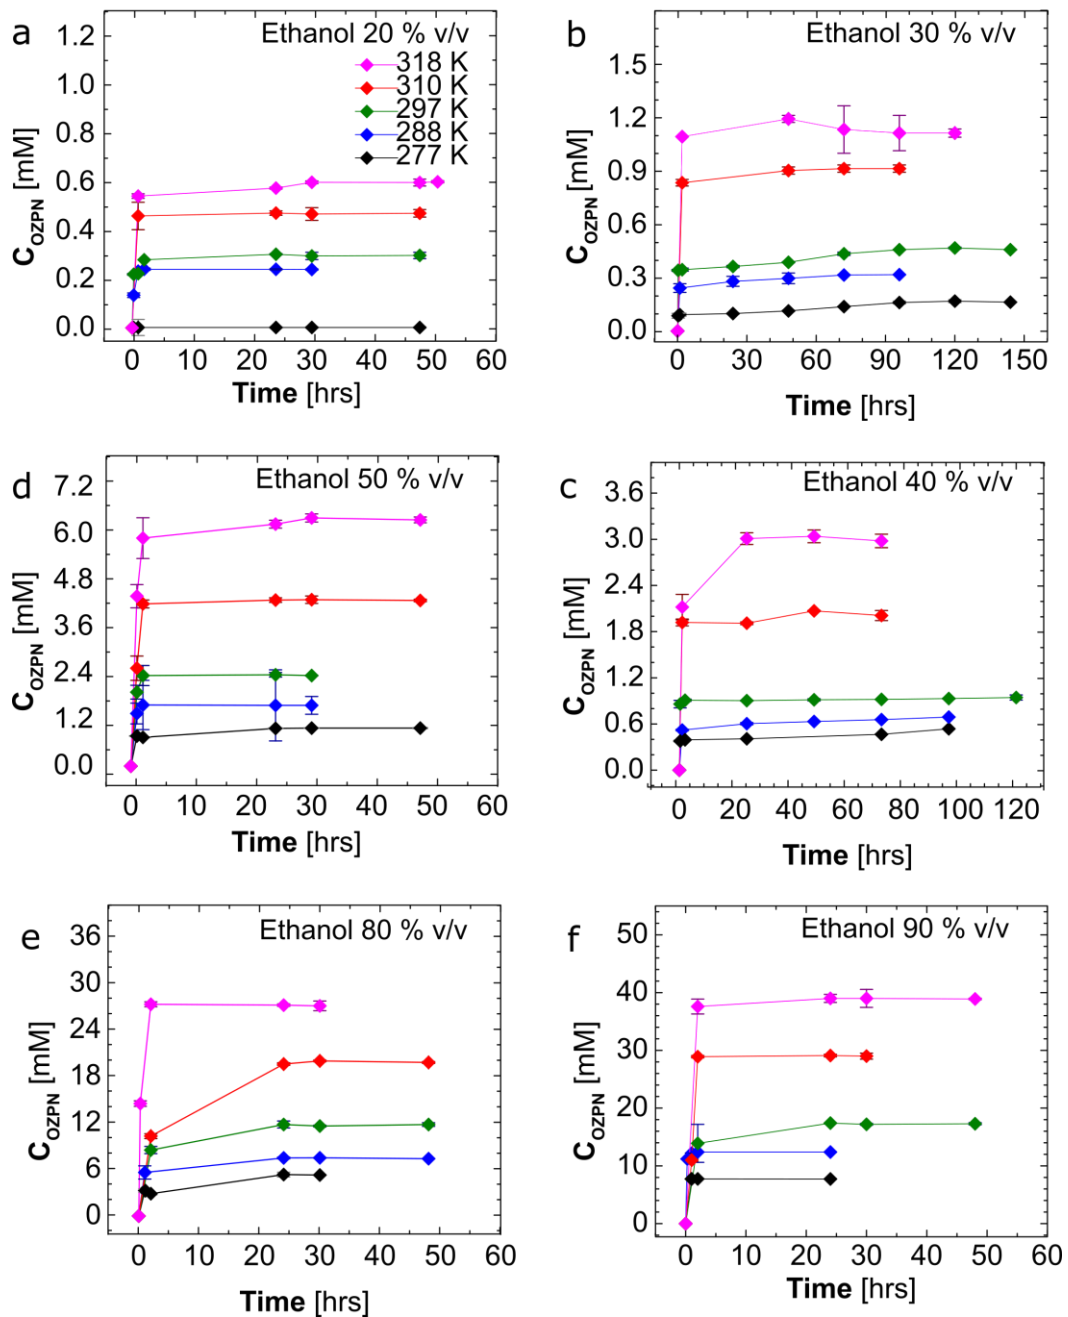 a
Ethanol 20 % v/v
318 K
310 K
297 K
288 K
277 K
1.2
1.0
0.8
0.6
0.4
0.2
0.0
C_OZPN [mM]
0 10 20 30 40 50 60
Time [hrs]
b
Ethanol 30 % v/v
1.5
1.2
0.9
0.6
0.3
0.0
C_OZPN [mM]
0 30 60 90 120 150
Time [hrs]
d
Ethanol 50 % v/v
7.2
6.0
4.8
3.6
2.4
1.2
0.0
C_OZPN [mM]
0 10 20 30 40 50 60
Time [hrs]
c
Ethanol 40 % v/v
3.6
3.0
2.4
1.8
1.2
0.6
0.0
C_OZPN [mM]
0 20 40 60 80 100 120
Time [hrs]
e
Ethanol 80 % v/v
36
30
24
18
12
6
0
C_OZPN [mM]
0 10 20 30 40 50 60
Time [hrs]
f
Ethanol 90 % v/v
50
40
30
20
10
0
C_OZPN [mM]
0 10 20 30 40 50 60
Time [hrs]